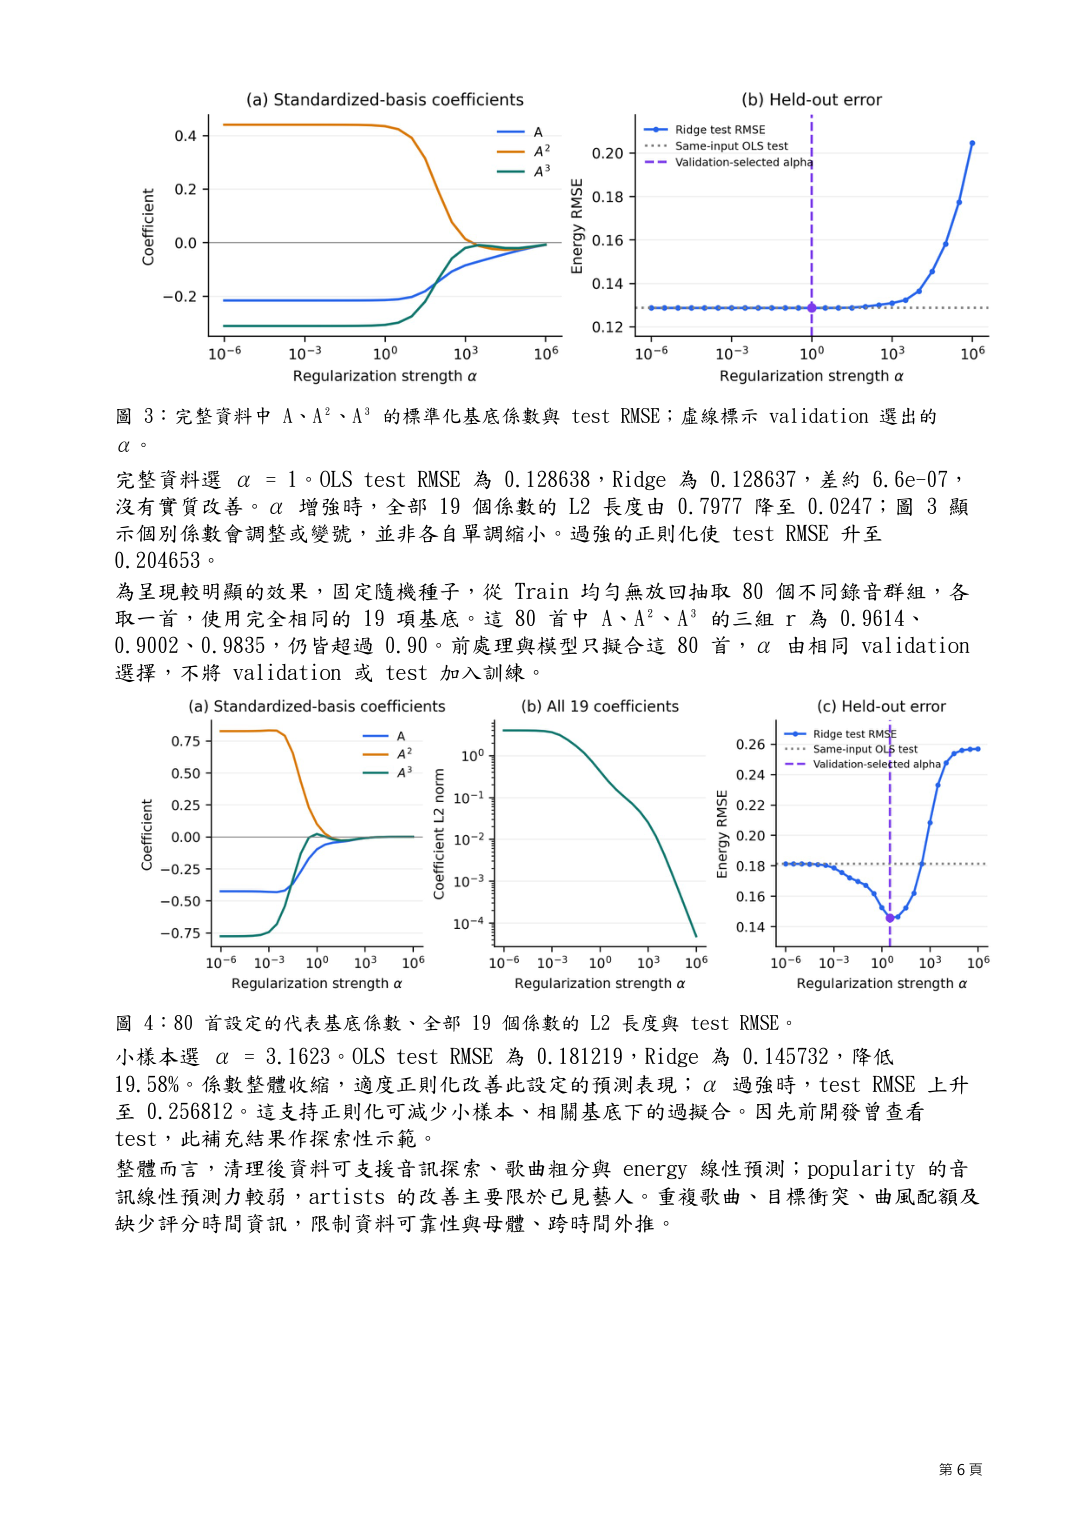 (a) Standardized-basis coefficients
Coefficient
0.4
0.2
0.0
−0.2
A
A²
A³
10⁻⁶ 10⁻³ 10⁰ 10³ 10⁶
Regularization strength α
(b) Held-out error
Energy RMSE
0.20
0.18
0.16
0.14
0.12
Ridge test RMSE
Same-input OLS test
Validation-selected alpha
10⁻⁶ 10⁻³ 10⁰ 10³ 10⁶
Regularization strength α
圖 3：完整資料中 A、A²、A³ 的標準化基底係數與 test RMSE；虛線標示 validation 選出的
α。
完整資料選 α = 1。OLS test RMSE 為 0.128638，Ridge 為 0.128637，差約 6.6e-07，
沒有實質改善。α 增強時，全部 19 個係數的 L2 長度由 0.7977 降至 0.0247；圖 3 顯
示個別係數會調整或變號，並非各自單調縮小。過強的正則化使 test RMSE 升至
0.204653。
為呈現較明顯的效果，固定隨機種子，從 Train 均勻無放回抽取 80 個不同錄音群組，各
取一首，使用完全相同的 19 項基底。這 80 首中 A、A²、A³ 的三組 r 為 0.9614、
0.9002、0.9835，仍皆超過 0.90。前處理與模型只擬合這 80 首，α 由相同 validation
選擇，不將 validation 或 test 加入訓練。
(a) Standardized-basis coefficients
Coefficient
0.75
0.50
0.25
0.00
−0.25
−0.50
−0.75
A
A²
A³
10⁻⁶ 10⁻³ 10⁰ 10³ 10⁶
Regularization strength α
(b) All 19 coefficients
Coefficient L2 norm
10⁰
10⁻¹
10⁻²
10⁻³
10⁻⁴
10⁻⁶ 10⁻³ 10⁰ 10³ 10⁶
Regularization strength α
(c) Held-out error
Energy RMSE
0.26
0.24
0.22
0.20
0.18
0.16
0.14
Ridge test RMSE
Same-input OLS test
Validation-selected alpha
10⁻⁶ 10⁻³ 10⁰ 10³ 10⁶
Regularization strength α
圖 4：80 首設定的代表基底係數、全部 19 個係數的 L2 長度與 test RMSE。
小樣本選 α = 3.1623。OLS test RMSE 為 0.181219，Ridge 為 0.145732，降低
19.58%。係數整體收縮，適度正則化改善此設定的預測表現；α 過強時，test RMSE 上升
至 0.256812。這支持正則化可減少小樣本、相關基底下的過擬合。因先前開發曾查看
test，此補充結果作探索性示範。
整體而言，清理後資料可支援音訊探索、歌曲粗分與 energy 線性預測；popularity 的音
訊線性預測力較弱，artists 的改善主要限於已見藝人。重複歌曲、目標衝突、曲風配額及
缺少評分時間資訊，限制資料可靠性與母體、跨時間外推。
第 6 頁